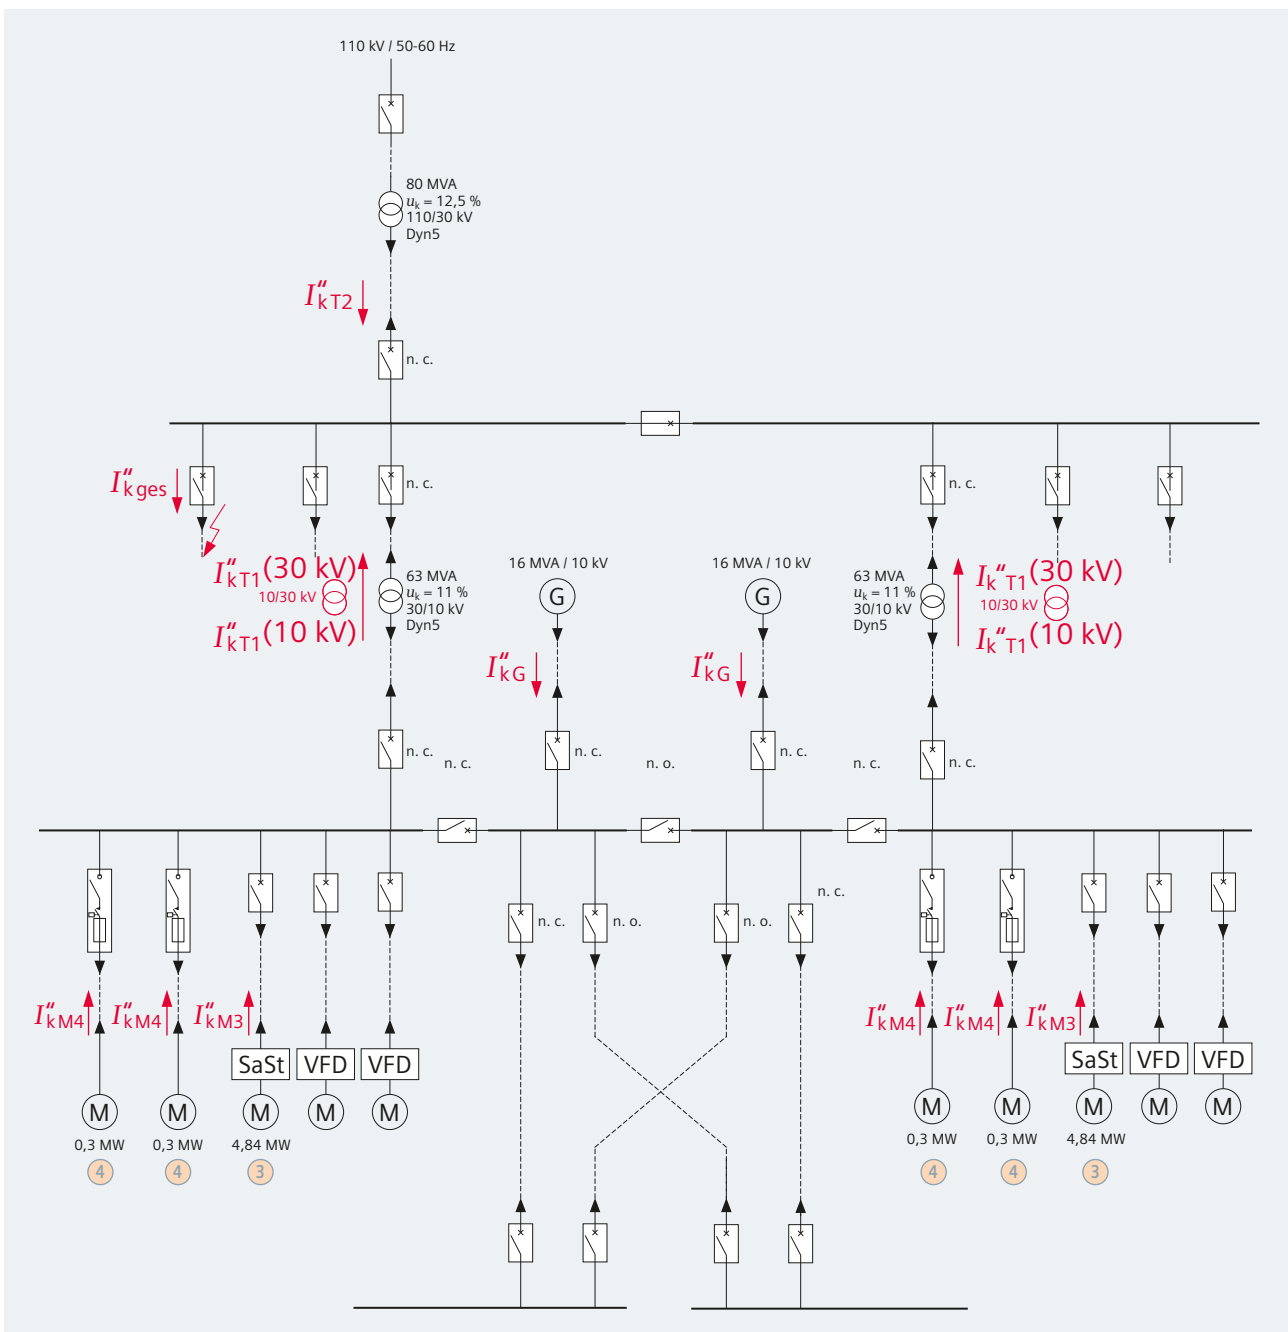 110 kV / 50-60 Hz
80 MVA
uk = 12,5 %
110/30 kV
Dyn5
I"kT2
n. c.
I"k ges
n. c.
n. c.
I"kT1(30 kV)
10/30 kV
I"kT1(10 kV)
63 MVA
uk = 11 %
30/10 kV
Dyn5
16 MVA / 10 kV
G
16 MVA / 10 kV
G
63 MVA
uk = 11 %
30/10 kV
Dyn5
Ik"T1(30 kV)
10/30 kV
Ik"T1(10 kV)
I"kG
I"kG
n. c.
n. c.
n. c.
n. o.
n. c.
n. c.
n. c.
n. c.
n. c.
n. o.
n. o.
I"kM4
I"kM4
I"kM3
I"kM4
I"kM4
I"kM3
SaSt
VFD
VFD
SaSt
VFD
VFD
M
M
M
M
M
M
M
M
M
M
0,3 MW
0,3 MW
4,84 MW
0,3 MW
0,3 MW
4,84 MW
4
4
3
4
4
3